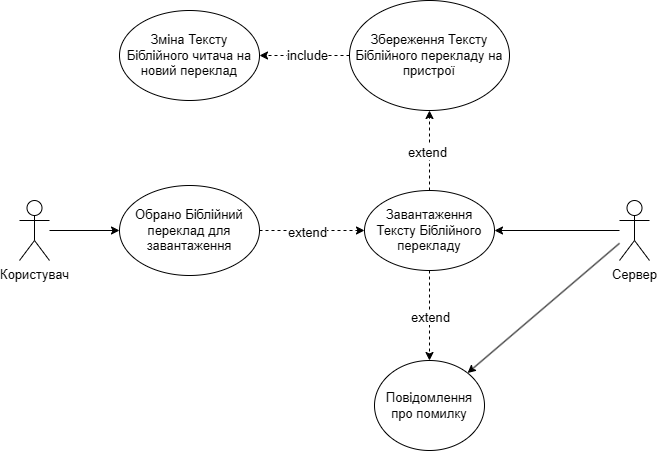 Зміна Тексту
Біблійного читача на
новий переклад
include
Збереження Тексту
Біблійного перекладу на
пристрої
extend
Користувач
Обрано Біблійний
переклад для
завантаження
extend
Завантаження
Тексту Біблійного
перекладу
Сервер
extend
Повідомлення
про помилку